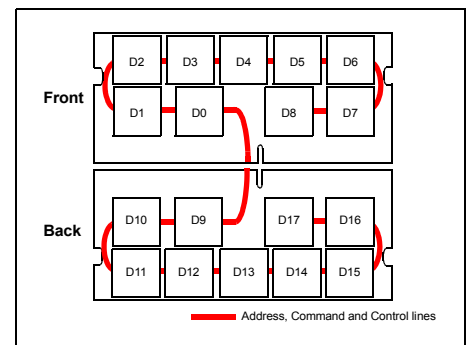 D2 D3 D4 D5 D6
Front
D1 D0 D8 D7
Back
D10 D9 D17 D16
D11 D12 D13 D14 D15
Address, Command and Control lines